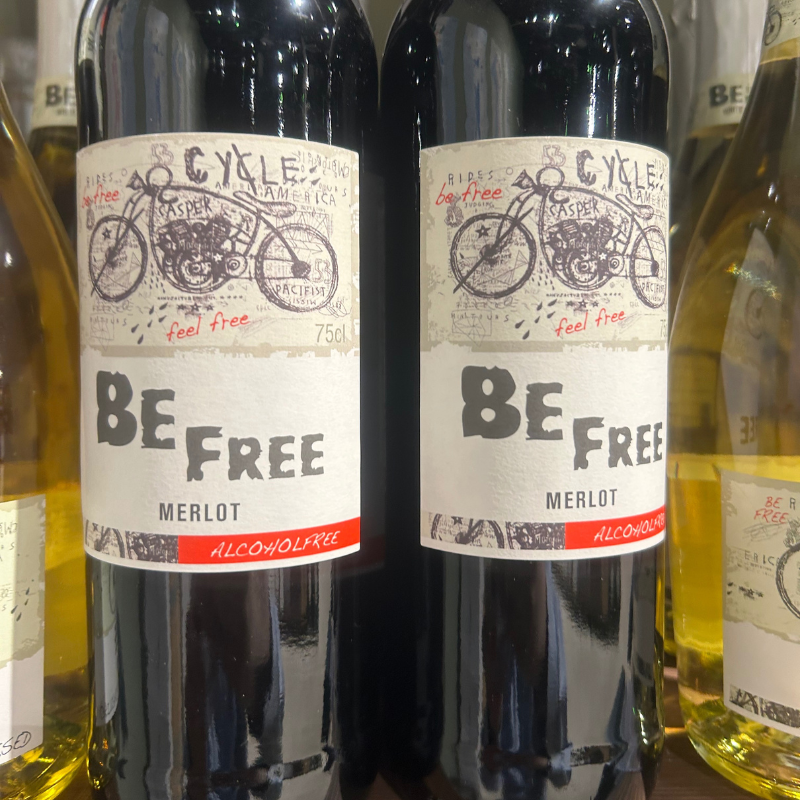 CYCLE
RIDES
be free
AMERICA
CASPER
PACIFIST
feel free
75cl
BE
FREE
MERLOT
ALCOHOLFREE
CYCLE
RIDES
be free
AMERICA
CASPER
PACIFIST
feel free
BE
FREE
MERLOT
ALCOHOLFREE
BE
FREE